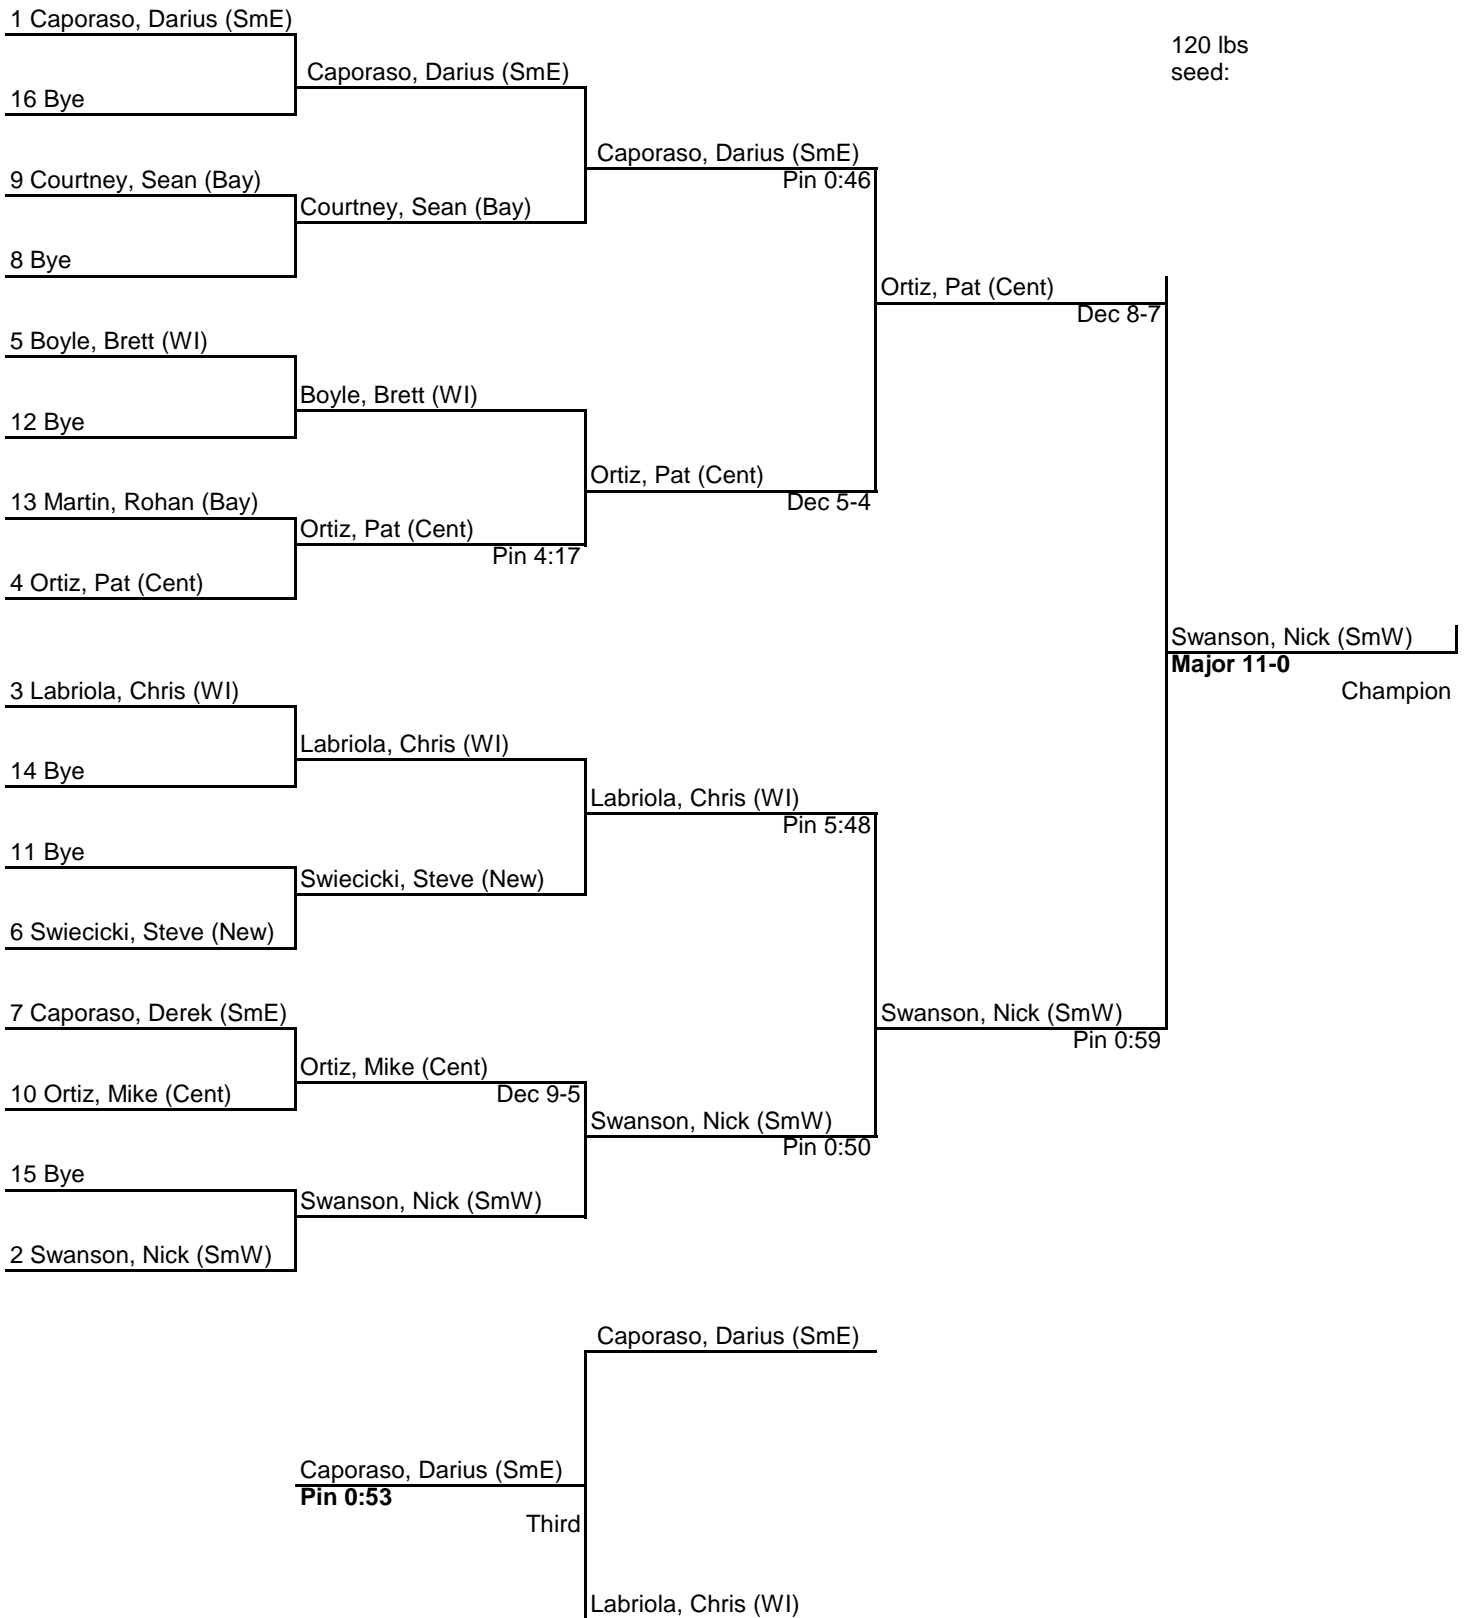 1 Caporaso, Darius (SmE)
120 lbs
seed:
Caporaso, Darius (SmE)
16 Bye
Caporaso, Darius (SmE)
Pin 0:46
9 Courtney, Sean (Bay)
Courtney, Sean (Bay)
8 Bye
Ortiz, Pat (Cent)
Dec 8-7
5 Boyle, Brett (WI)
Boyle, Brett (WI)
12 Bye
Ortiz, Pat (Cent)
Dec 5-4
13 Martin, Rohan (Bay)
Ortiz, Pat (Cent)
Pin 4:17
4 Ortiz, Pat (Cent)
Swanson, Nick (SmW)
Major 11-0
Champion
3 Labriola, Chris (WI)
Labriola, Chris (WI)
14 Bye
Labriola, Chris (WI)
Pin 5:48
11 Bye
Swiecicki, Steve (New)
6 Swiecicki, Steve (New)
7 Caporaso, Derek (SmE)
Swanson, Nick (SmW)
Pin 0:59
Ortiz, Mike (Cent)
Dec 9-5
10 Ortiz, Mike (Cent)
Swanson, Nick (SmW)
Pin 0:50
15 Bye
Swanson, Nick (SmW)
2 Swanson, Nick (SmW)
Caporaso, Darius (SmE)
Caporaso, Darius (SmE)
Pin 0:53
Third
Labriola, Chris (WI)